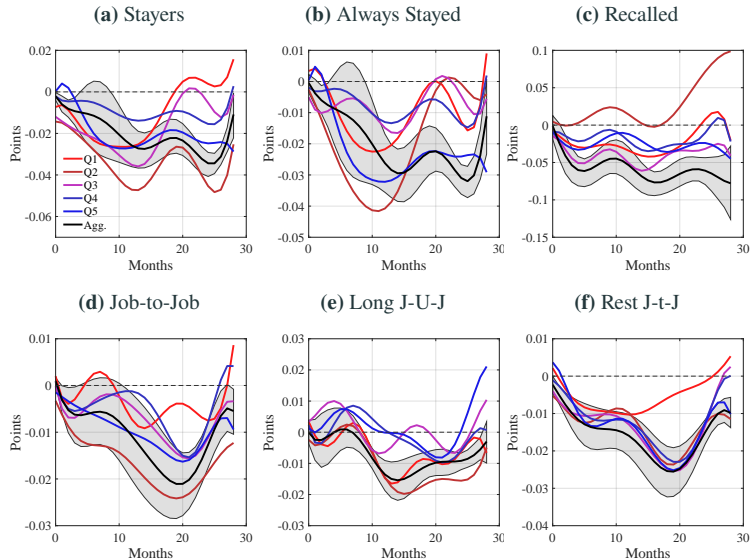 (a) Stayers
(b) Always Stayed
(c) Recalled
0.02
0
-0.02
-0.04
-0.06
Points
Q1
Q2
Q3
Q4
Q5
Agg.
0 10 20 30
Months
0.01
0
-0.01
-0.02
-0.03
-0.04
-0.05
Points
0 10 20 30
Months
0.1
0.05
0
-0.05
-0.1
-0.15
Points
0 10 20 30
Months
(d) Job-to-Job
(e) Long J-U-J
(f) Rest J-t-J
0.01
0
-0.01
-0.02
-0.03
Points
0 10 20 30
Months
0.03
0.02
0.01
0
-0.01
-0.02
-0.03
Points
0 10 20 30
Months
0.01
0
-0.01
-0.02
-0.03
-0.04
Points
0 10 20 30
Months